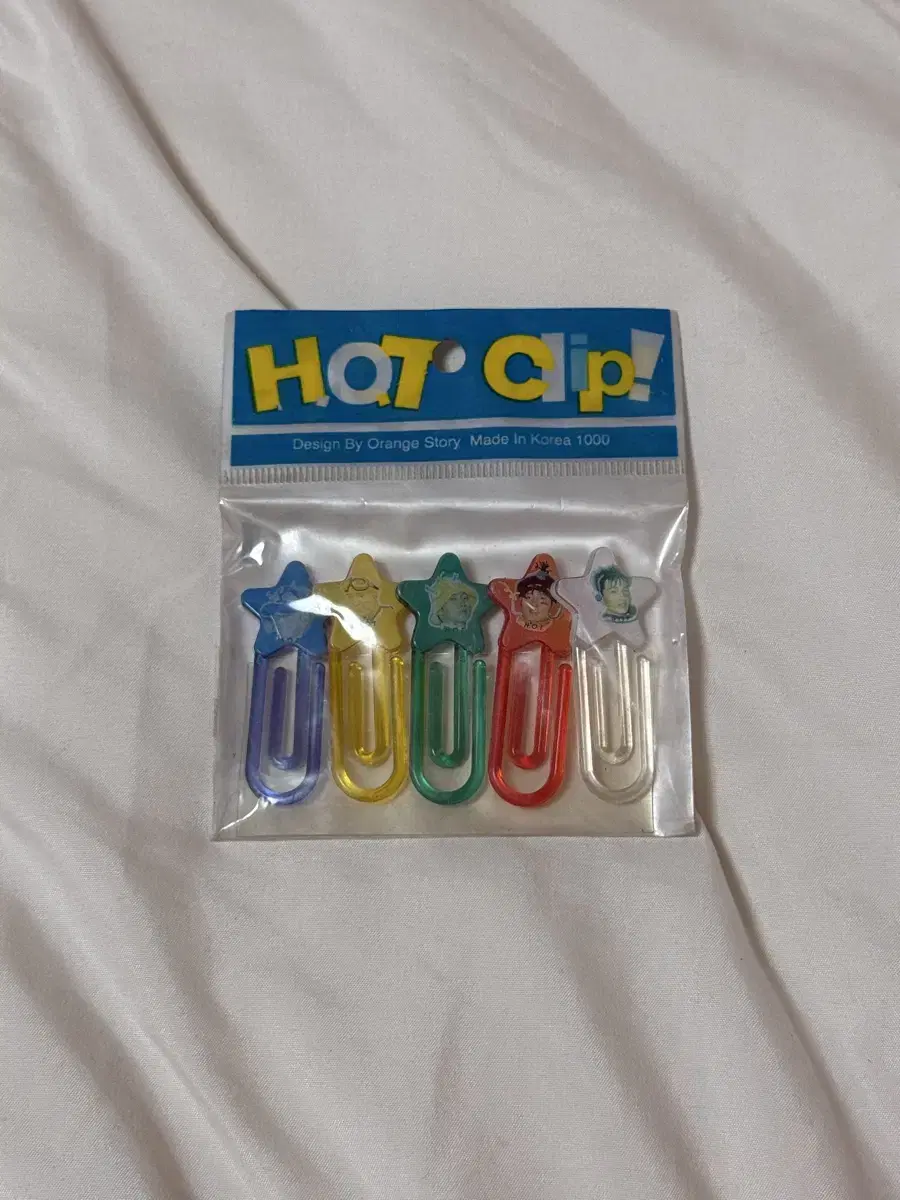 H.O.T Clip!
Design By Orange Story Made In Korea 1000
H.O.T